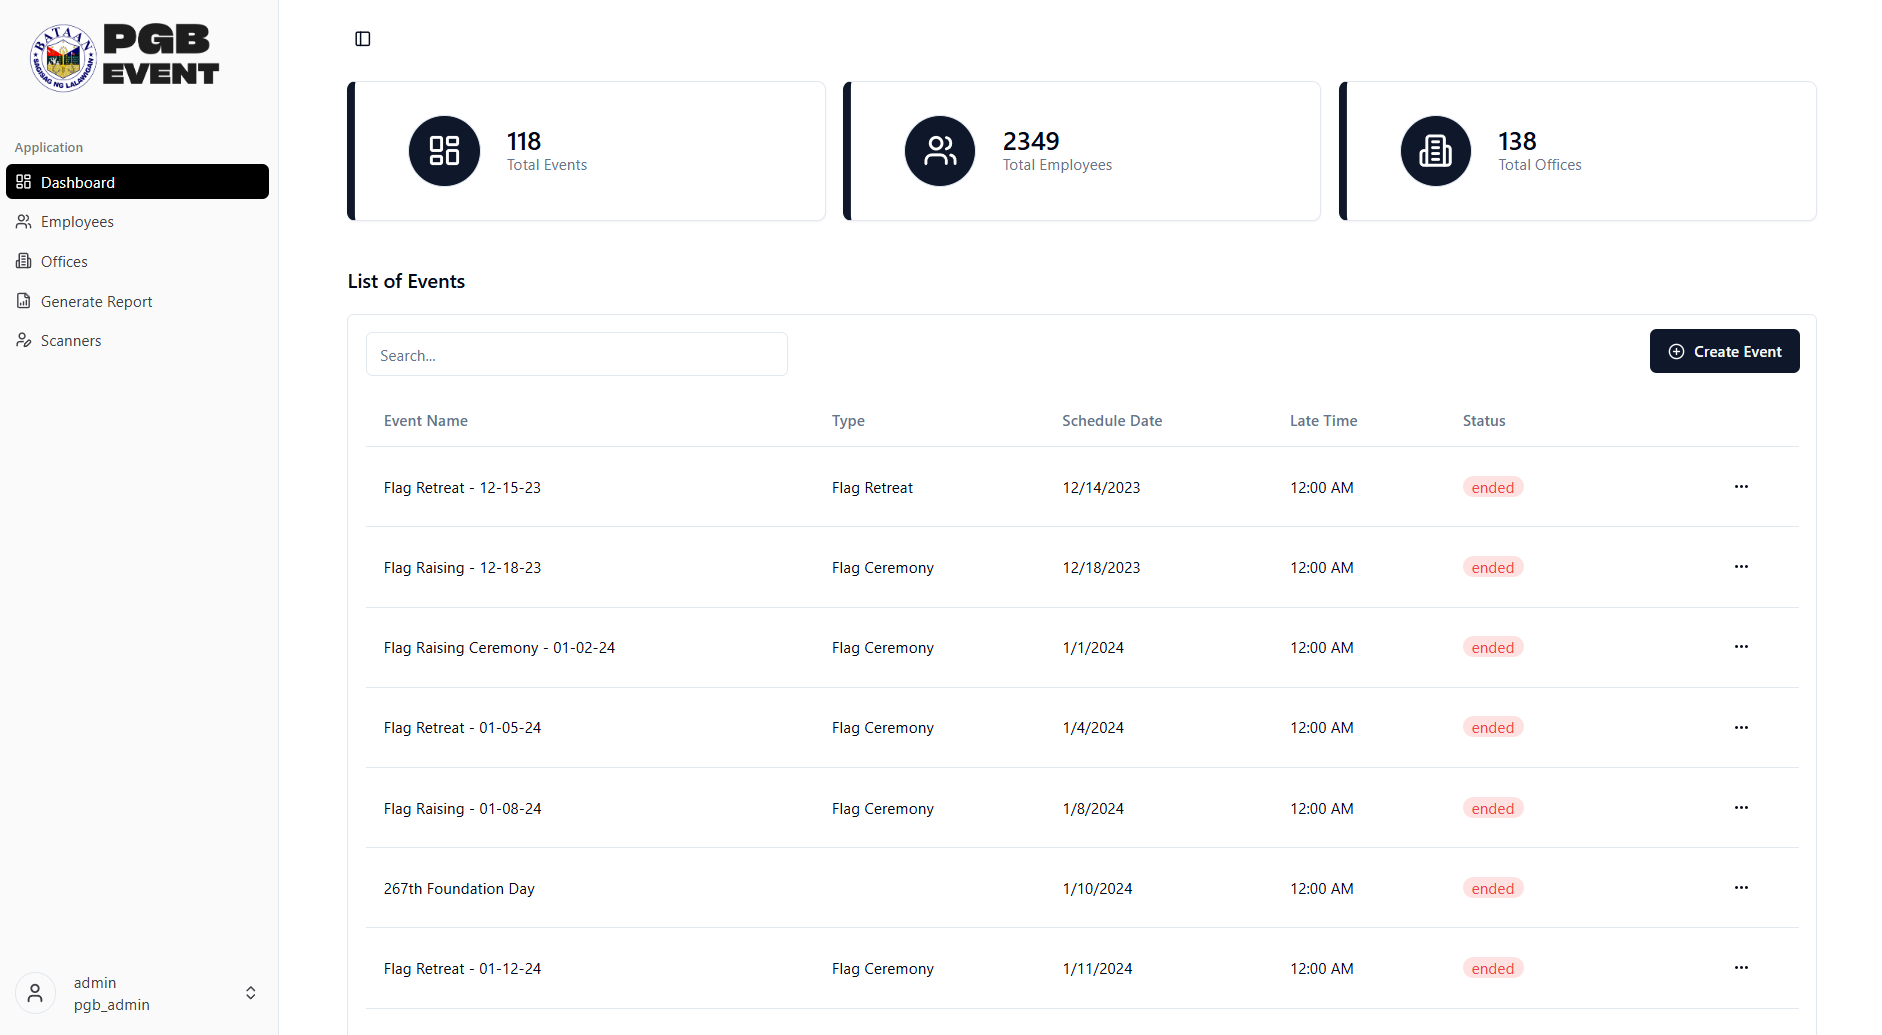 BATAAN
SAGISAG NG LALAWIGAN
PGB
EVENT
Application
Dashboard
Employees
Offices
Generate Report
Scanners
admin
pgb_admin
118
Total Events
2349
Total Employees
138
Total Offices
List of Events
Search...
Create Event
Event Name Type Schedule Date Late Time Status
Flag Retreat - 12-15-23 Flag Retreat 12/14/2023 12:00 AM ended
Flag Raising - 12-18-23 Flag Ceremony 12/18/2023 12:00 AM ended
Flag Raising Ceremony - 01-02-24 Flag Ceremony 1/1/2024 12:00 AM ended
Flag Retreat - 01-05-24 Flag Ceremony 1/4/2024 12:00 AM ended
Flag Raising - 01-08-24 Flag Ceremony 1/8/2024 12:00 AM ended
267th Foundation Day 1/10/2024 12:00 AM ended
Flag Retreat - 01-12-24 Flag Ceremony 1/11/2024 12:00 AM ended